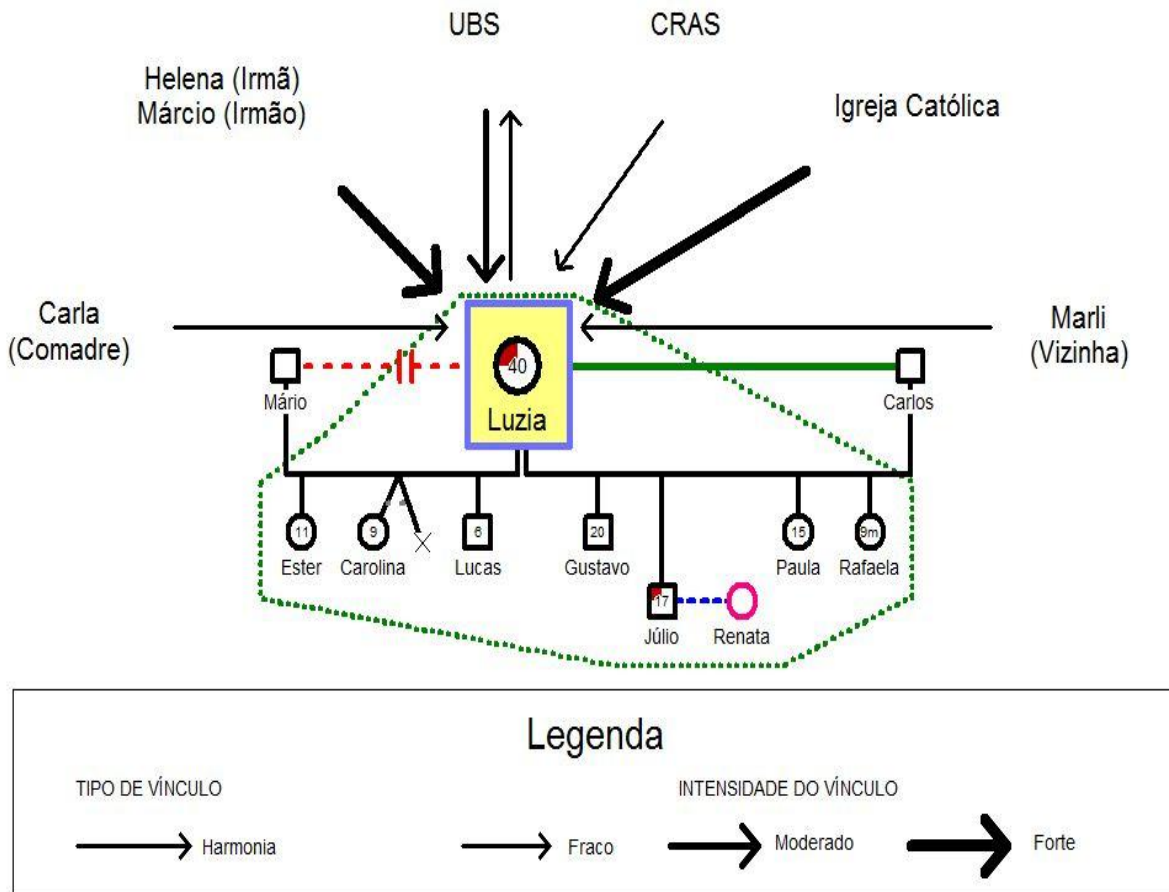 UBS
CRAS
Helena (Irmã)
Márcio (Irmão)
Igreja Católica
Carla
(Comadre)
Marli
(Vizinha)
40
Luzia
Mário
Carlos
11
9
6
20
15
9m
Ester
Carolina
Lucas
Gustavo
Paula
Rafaela
17
Júlio
Renata
Legenda
TIPO DE VÍNCULO
INTENSIDADE DO VÍNCULO
Harmonia
Fraco
Moderado
Forte